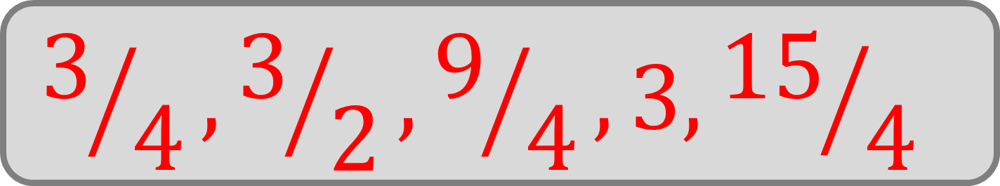 3/4 , 3/2 , 9/4 , 3, 15/4